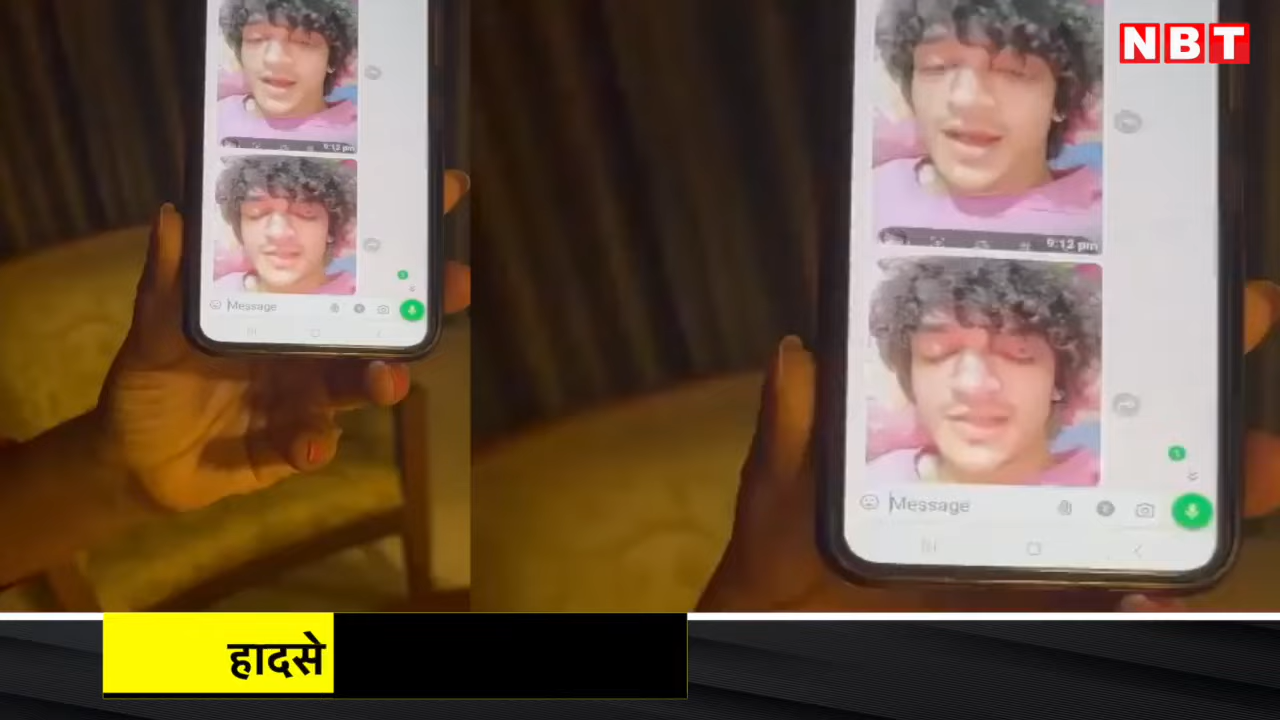 NBT
9:12 pm
Message
9:12 pm
Message
हादसे